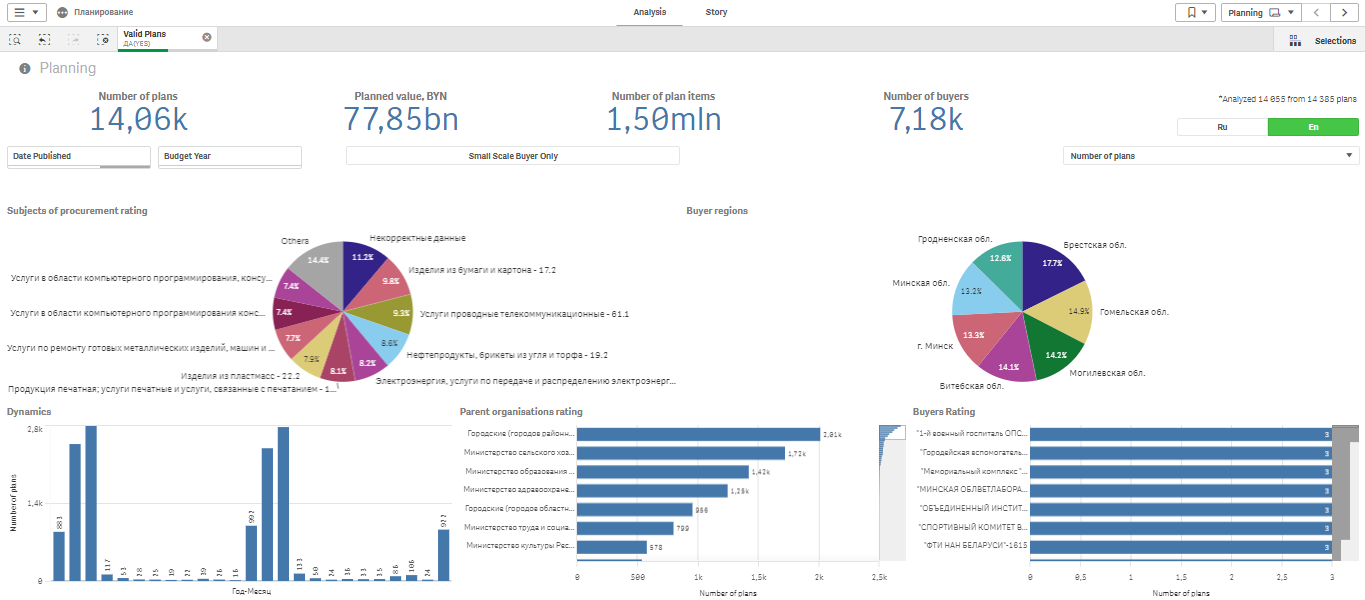 Планирование
Analysis
Story
Planning
Valid Plans
ДА(YES)
Selections
Planning
Number of plans
14,06k
Planned value, BYN
77,85bn
Number of plan items
1,50mln
Number of buyers
7,18k
*Analyzed 14 055 from 14 385 plans
Ru
En
Date Published
Budget Year
Small Scale Buyer Only
Number of plans
Subjects of procurement rating
Others
Некорректные данные
Изделия из бумаги и картона - 17.2
Услуги проводные телекоммуникационные - 61.1
Нефтепродукты, брикеты из угля и торфа - 19.2
Электроэнергия, услуги по передаче и распределению электроэнерг...
Услуги в области компьютерного программирования, консу...
Услуги в области компьютерного программирования конс...
Услуги по ремонту готовых металлических изделий, машин и ...
Изделия из пластмасс - 22.2
Продукция печатная; услуги печатные и услуги, связанные с печатанием - 1...
14.4%
11.2%
9.8%
9.3%
8.6%
8.2%
8.1%
7.9%
7.7%
7.4%
7.4%
Buyer regions
Гродненская обл.
Брестская обл.
Минская обл.
Гомельская обл.
г. Минск
Могилевская обл.
Витебская обл.
12.6%
17.7%
13.2%
14.9%
13.3%
14.2%
14.1%
Dynamics
Number of plans
2,8k
1,4k
0
883
117
53
28
25
19
22
39
26
16
992
133
50
24
36
33
35
86
106
24
922
Год-Месяц
Parent organisations rating
Городские (городов районн...
2,01k
Министерство сельского хоз...
1,72k
Министерство образования ...
1,42k
Министерство здравоохране...
1,25k
Городские (городов областн...
956
Министерство труда и социа...
799
Министерство культуры Рес...
578
0
500
1k
1,5k
2k
2,5k
Number of plans
Buyers Rating
"1-й военный госпиталь ОПС...
3
"Городейская вспомогатель...
3
"Мемориальный комплекс "...
3
"МИНСКАЯ ОБЛВЕТЛАБОРА...
3
"ОБЪЕДИНЕННЫЙ ИНСТИТ...
3
"СПОРТИВНЫЙ КОМИТЕТ В...
3
"ФТИ НАН БЕЛАРУСИ"-1615
3
0
0,5
1
1,5
2
2,5
3
Number of plans